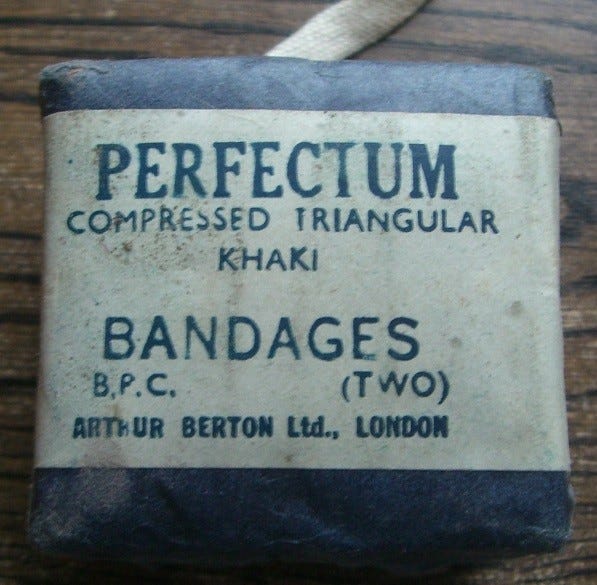 PERFECTUM
COMPRESSED TRIANGULAR
KHAKI
BANDAGES
B.P.C. (TWO)
ARTHUR BERTON Ltd., LONDON